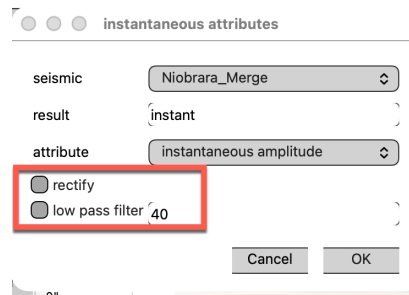 instantaneous attributes
seismic Niobrara_Merge
result instant
attribute instantaneous amplitude
rectify
low pass filter 40
Cancel OK